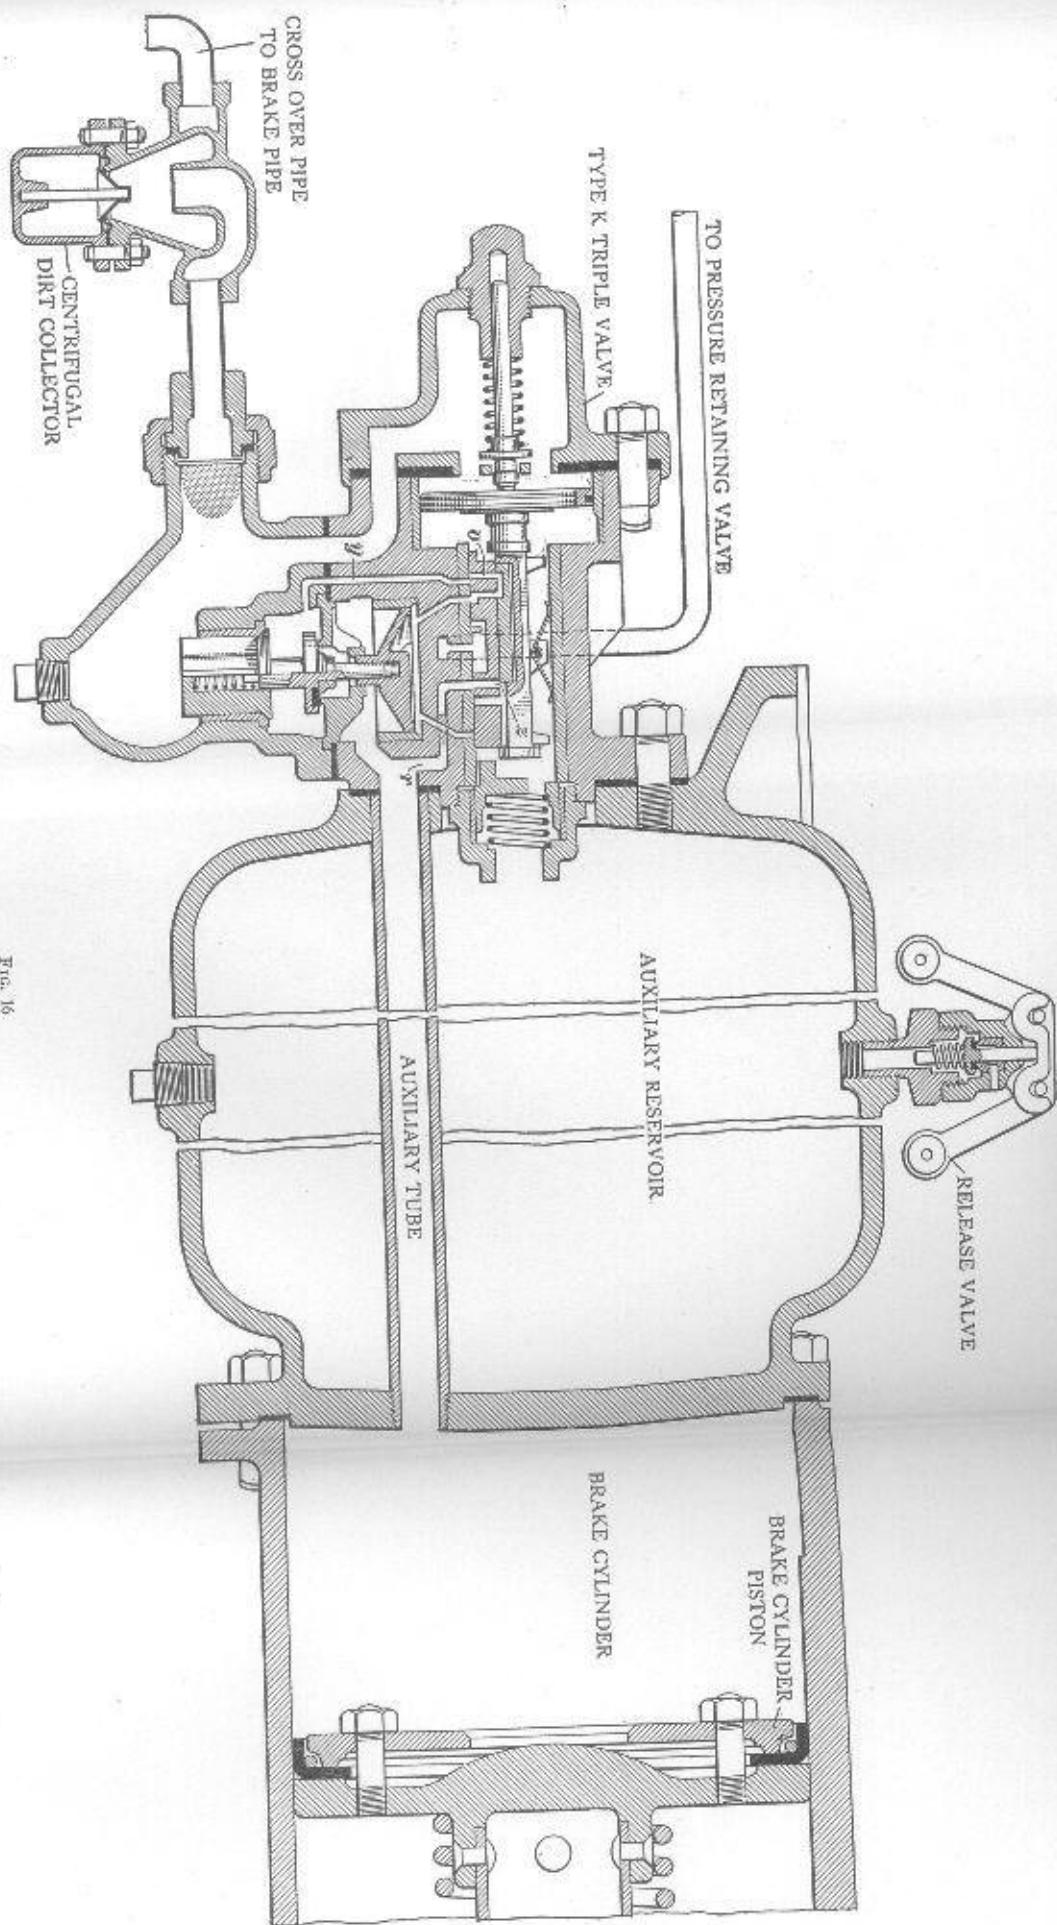 CROSS OVER PIPE
TO BRAKE PIPE
CENTRIFUGAL
DIRT COLLECTOR
TYPE K TRIPLE VALVE
TO PRESSURE RETAINING VALVE
y
o
z
r
AUXILIARY RESERVOIR
AUXILIARY TUBE
RELEASE VALVE
BRAKE CYLINDER
BRAKE CYLINDER
PISTON
FIG. 16